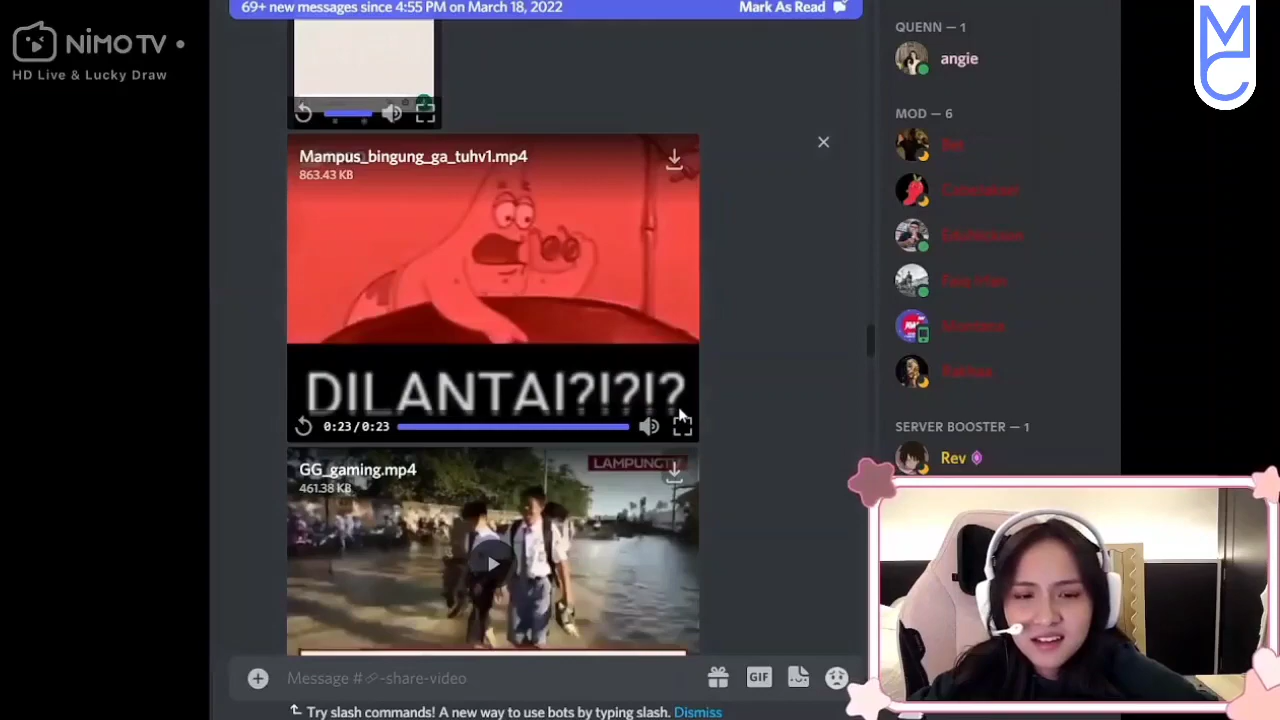 69+ new messages since 4:55 PM on March 18, 2022 Mark As Read
NIMO TV
HD Live & Lucky Draw
MC
QUENN — 1
angie
MOD — 6
Mampus_bingung_ga_tuhv1.mp4
863.43 KB
DILANTAI?!?!?
0:23/0:23
SERVER BOOSTER — 1
Rev
GG_gaming.mp4
461.38 KB
Message #-share-video
GIF
Try slash commands! A new way to use bots by typing slash. Dismiss